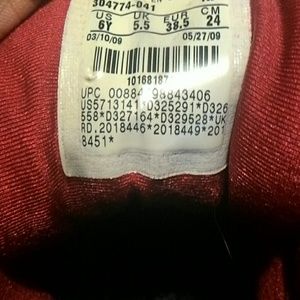 304774-041
US UK EUR CM
6Y 5.5 38.5 24
03/10/09 05/27/09
10168187
UPC 00884 98843406
US5713141*D325291*D326
558*D327164*D329528*UK
RD.2018446*2018449*201
8451*